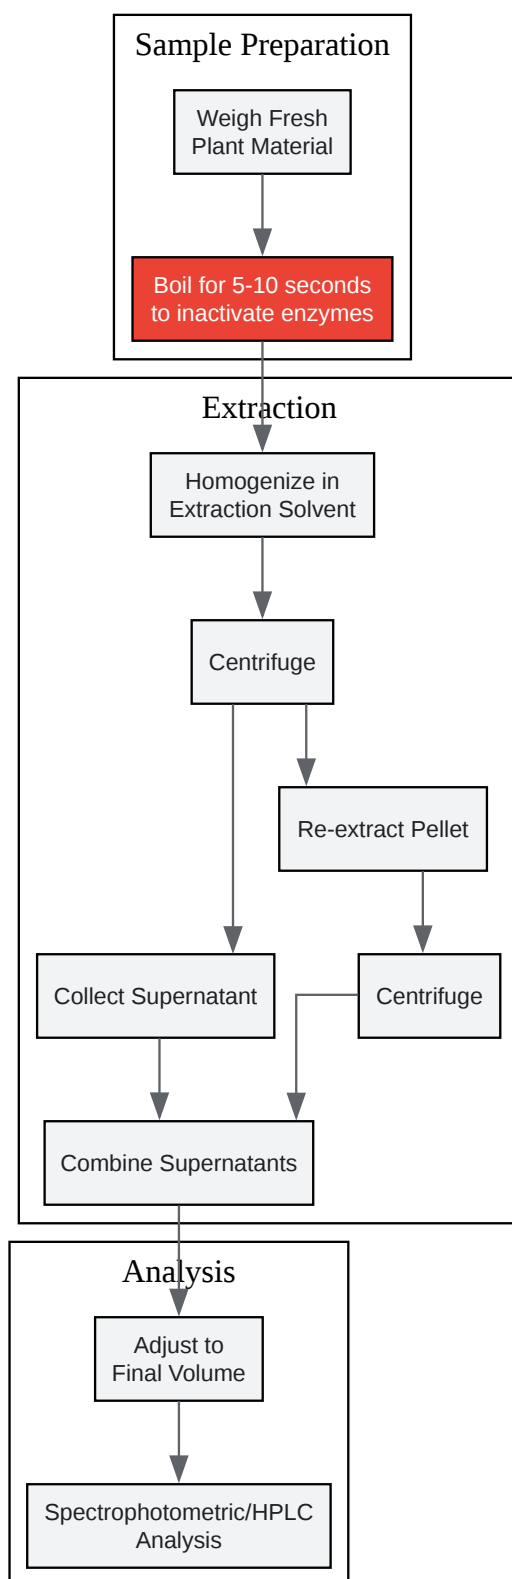 Sample Preparation
Weigh Fresh
Plant Material
Boil for 5-10 seconds
to inactivate enzymes
Extraction
Homogenize in
Extraction Solvent
Centrifuge
Re-extract Pellet
Collect Supernatant
Centrifuge
Combine Supernatants
Analysis
Adjust to
Final Volume
Spectrophotometric/HPLC
Analysis